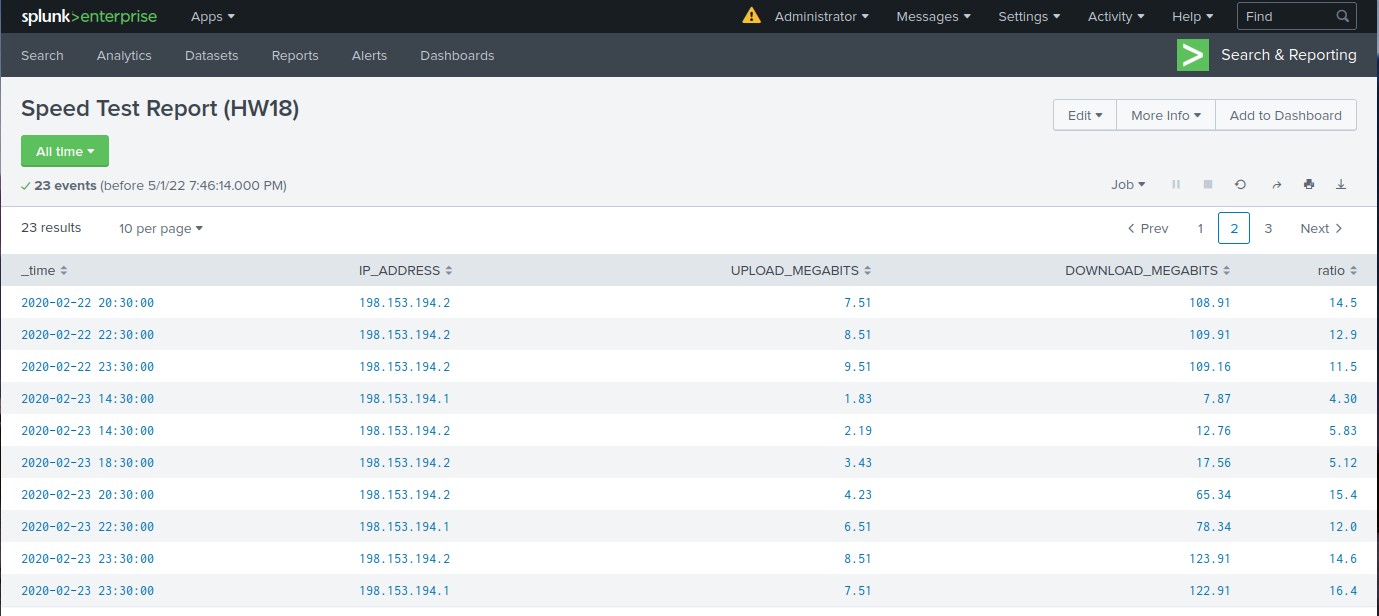 splunk>enterprise Apps Administrator Messages Settings Activity Help Find
Search Analytics Datasets Reports Alerts Dashboards Search & Reporting
Speed Test Report (HW18)
Edit More Info Add to Dashboard
All time
23 events (before 5/1/22 7:46:14.000 PM) Job
23 results 10 per page Prev 1 2 3 Next
_time IP_ADDRESS UPLOAD_MEGABITS DOWNLOAD_MEGABITS ratio
2020-02-22 20:30:00 198.153.194.2 7.51 108.91 14.5
2020-02-22 22:30:00 198.153.194.2 8.51 109.91 12.9
2020-02-22 23:30:00 198.153.194.2 9.51 109.16 11.5
2020-02-23 14:30:00 198.153.194.1 1.83 7.87 4.30
2020-02-23 14:30:00 198.153.194.2 2.19 12.76 5.83
2020-02-23 18:30:00 198.153.194.2 3.43 17.56 5.12
2020-02-23 20:30:00 198.153.194.2 4.23 65.34 15.4
2020-02-23 22:30:00 198.153.194.1 6.51 78.34 12.0
2020-02-23 23:30:00 198.153.194.2 8.51 123.91 14.6
2020-02-23 23:30:00 198.153.194.1 7.51 122.91 16.4